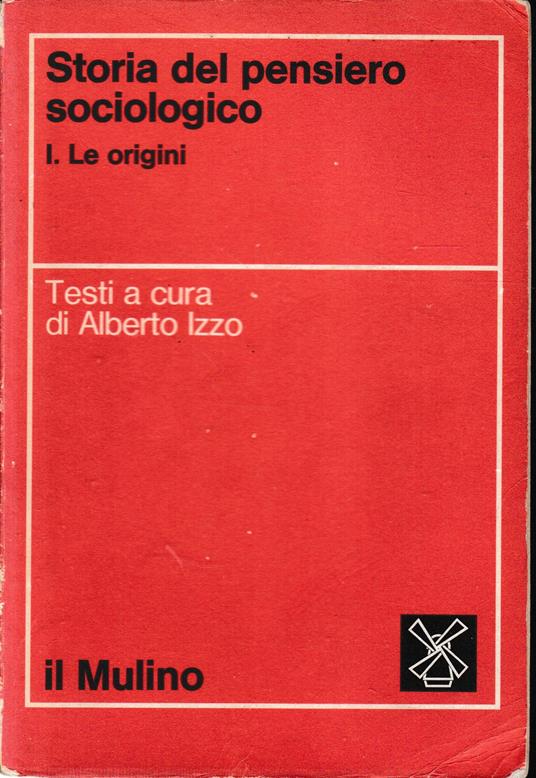 Storia del pensiero
sociologico
I. Le origini
Testi a cura
di Alberto Izzo
il Mulino